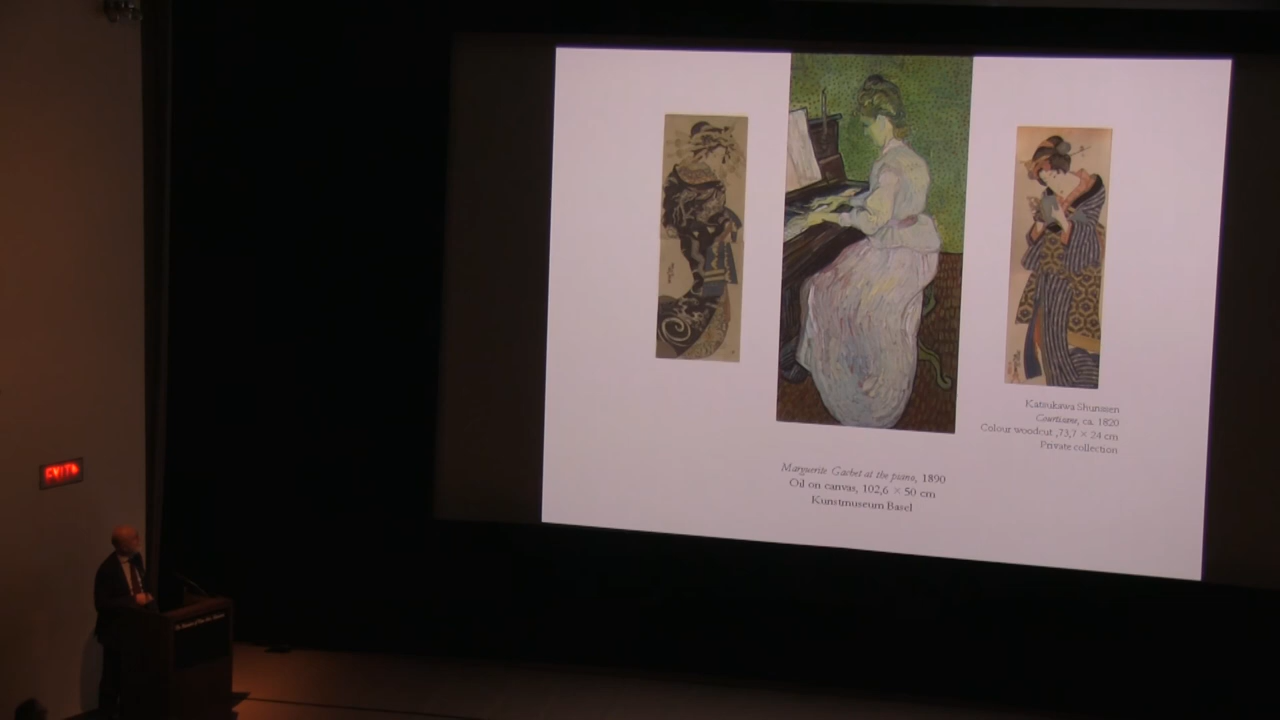 EXIT
Marguerite Gachet at the piano, 1890
Oil on canvas, 102,6 × 50 cm
Kunstmuseum Basel
Katsukawa Shunsen
Courtisane, ca. 1820
Colour woodcut ,73,7 × 24 cm
Private collection